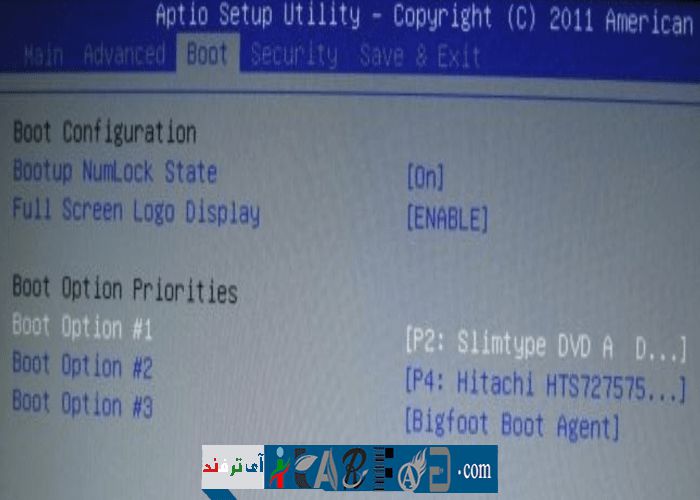 Aptio Setup Utility - Copyright (C) 2011 American
Main Advanced Boot Security Save & Exit
Boot Configuration
Bootup NumLock State [On]
Full Screen Logo Display [ENABLE]
Boot Option Priorities
Boot Option #1 [P2: Slimtype DVD A D...]
Boot Option #2 [P4: Hitachi HTS727575...]
Boot Option #3 [Bigfoot Boot Agent]
آی ترفند .com